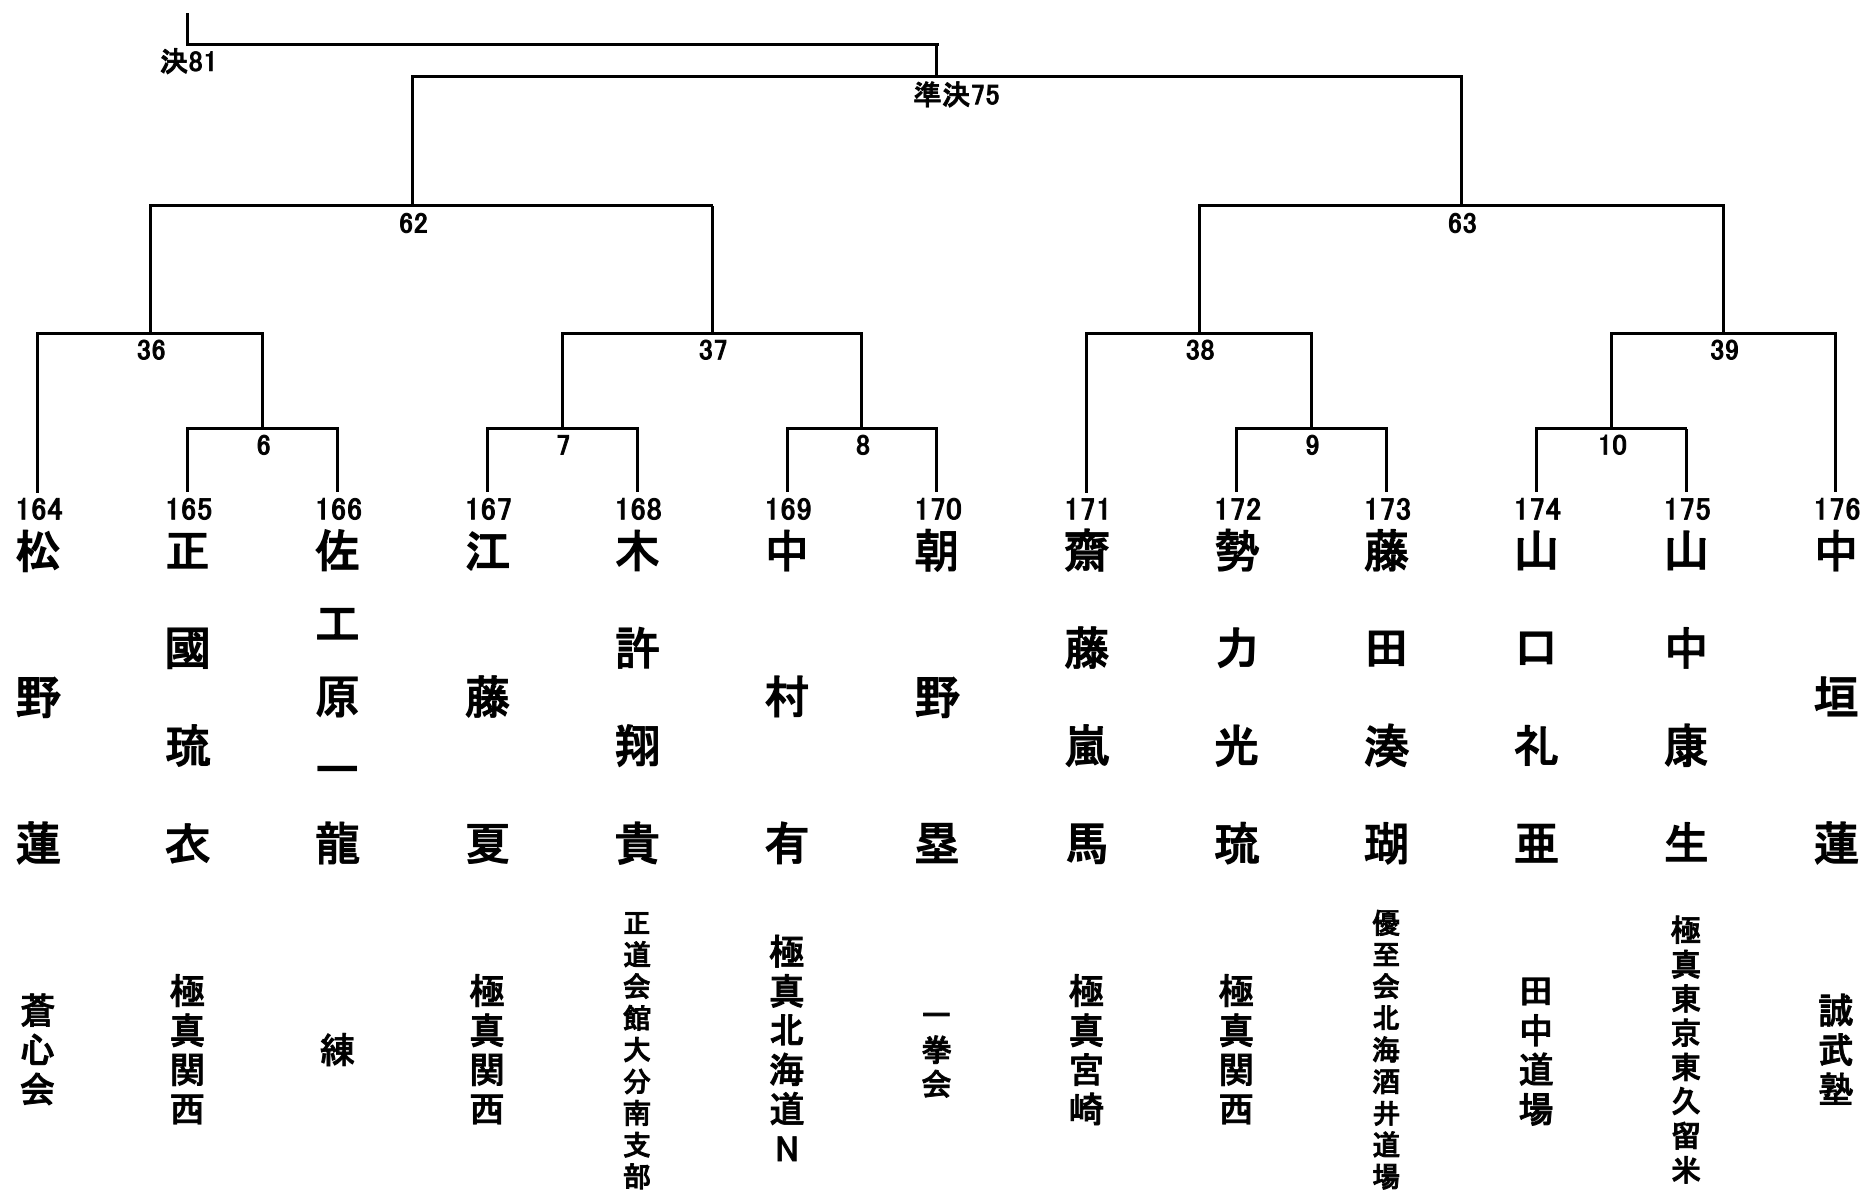 決81
準決75
62
63
36
37
38
39
6
7
8
9
10
164
165
166
167
168
169
170
171
172
173
174
175
176
松野蓮
正國琉衣
佐工原一龍
江藤夏
木許翔貴
中村有
朝野塁
齋藤嵐馬
勢力光琉
藤田湊瑚
山口礼亜
山中康生
中垣蓮
蒼心会
極真関西
練
極真関西
正道会館大分南支部
極真北海道N
一拳会
極真宮崎
極真関西
優至会北海酒井道場
田中道場
極真東京東久留米
誠武塾